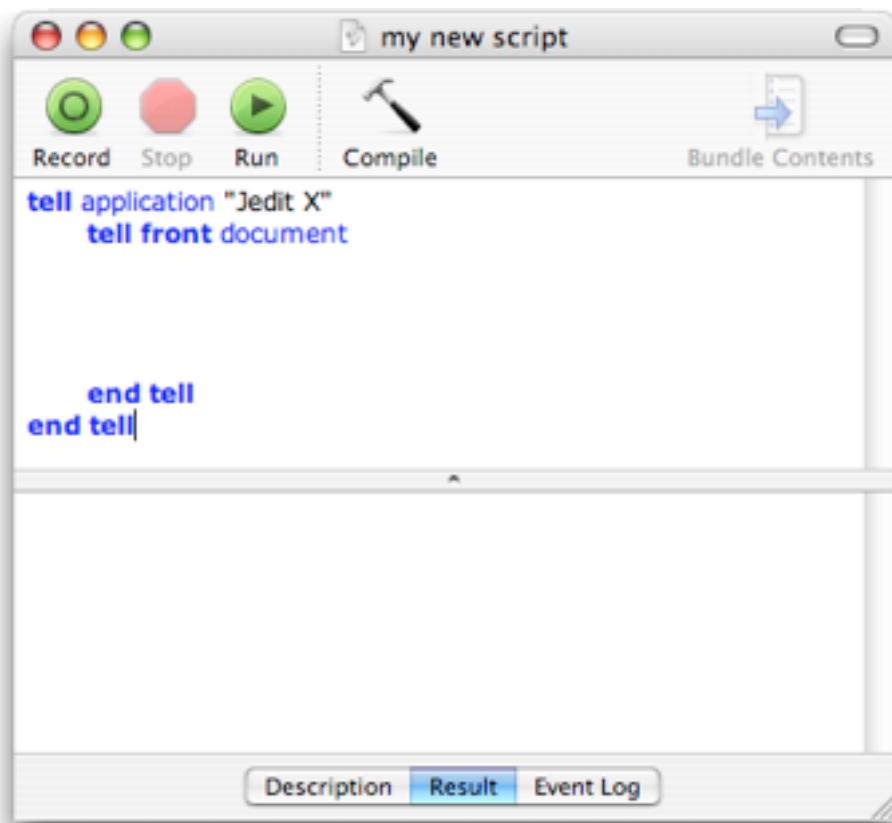 my new script
Record Stop Run Compile Bundle Contents
tell application "Jedit X"
tell front document
end tell
end tell
Description Result Event Log